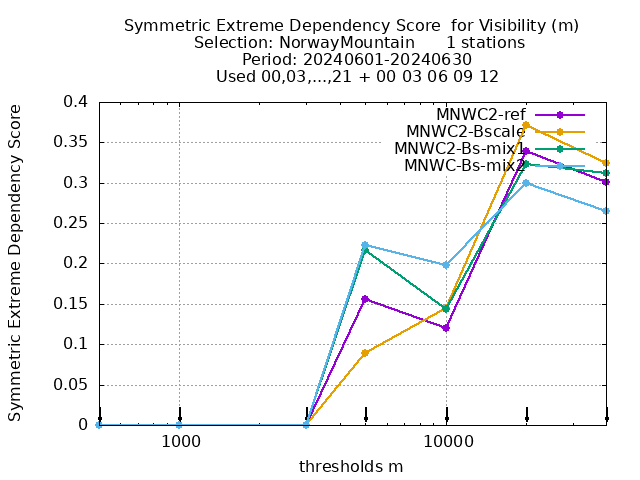 Symmetric Extreme Dependency Score  for Visibility (m)
Selection: NorwayMountain      1 stations
Period: 20240601-20240630
Used 00,03,...,21 + 00 03 06 09 12
Symmetric Extreme Dependency Score
0.4
0.35
0.3
0.25
0.2
0.15
0.1
0.05
0
MNWC2-ref
MNWC2-Bscale
MNWC2-Bs-mix1
MNWC-Bs-mix2
1000
10000
thresholds m